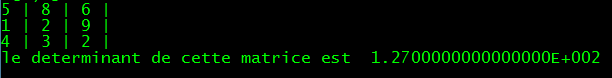 5 | 8 | 6 |
1 | 2 | 9 |
4 | 3 | 2 |
le determinant de cette matrice est  1.2700000000000000E+002